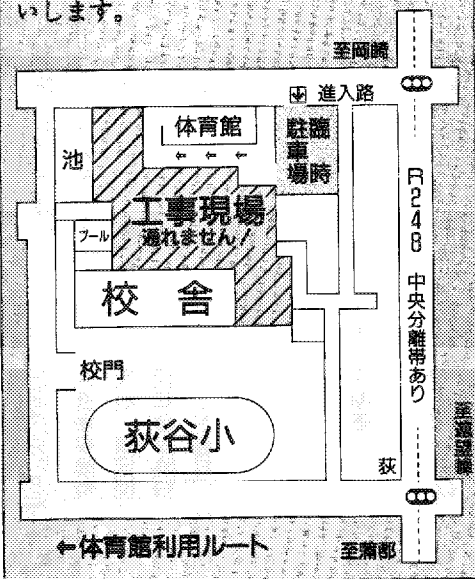 いします。
至岡崎
進入路
体育館
← ← ←
臨時
駐車場
池
工事現場
通れません!
プール
R248 中央分離帯あり
校舎
校門
荻谷小
荻
←体育館利用ルート
至蒲郡